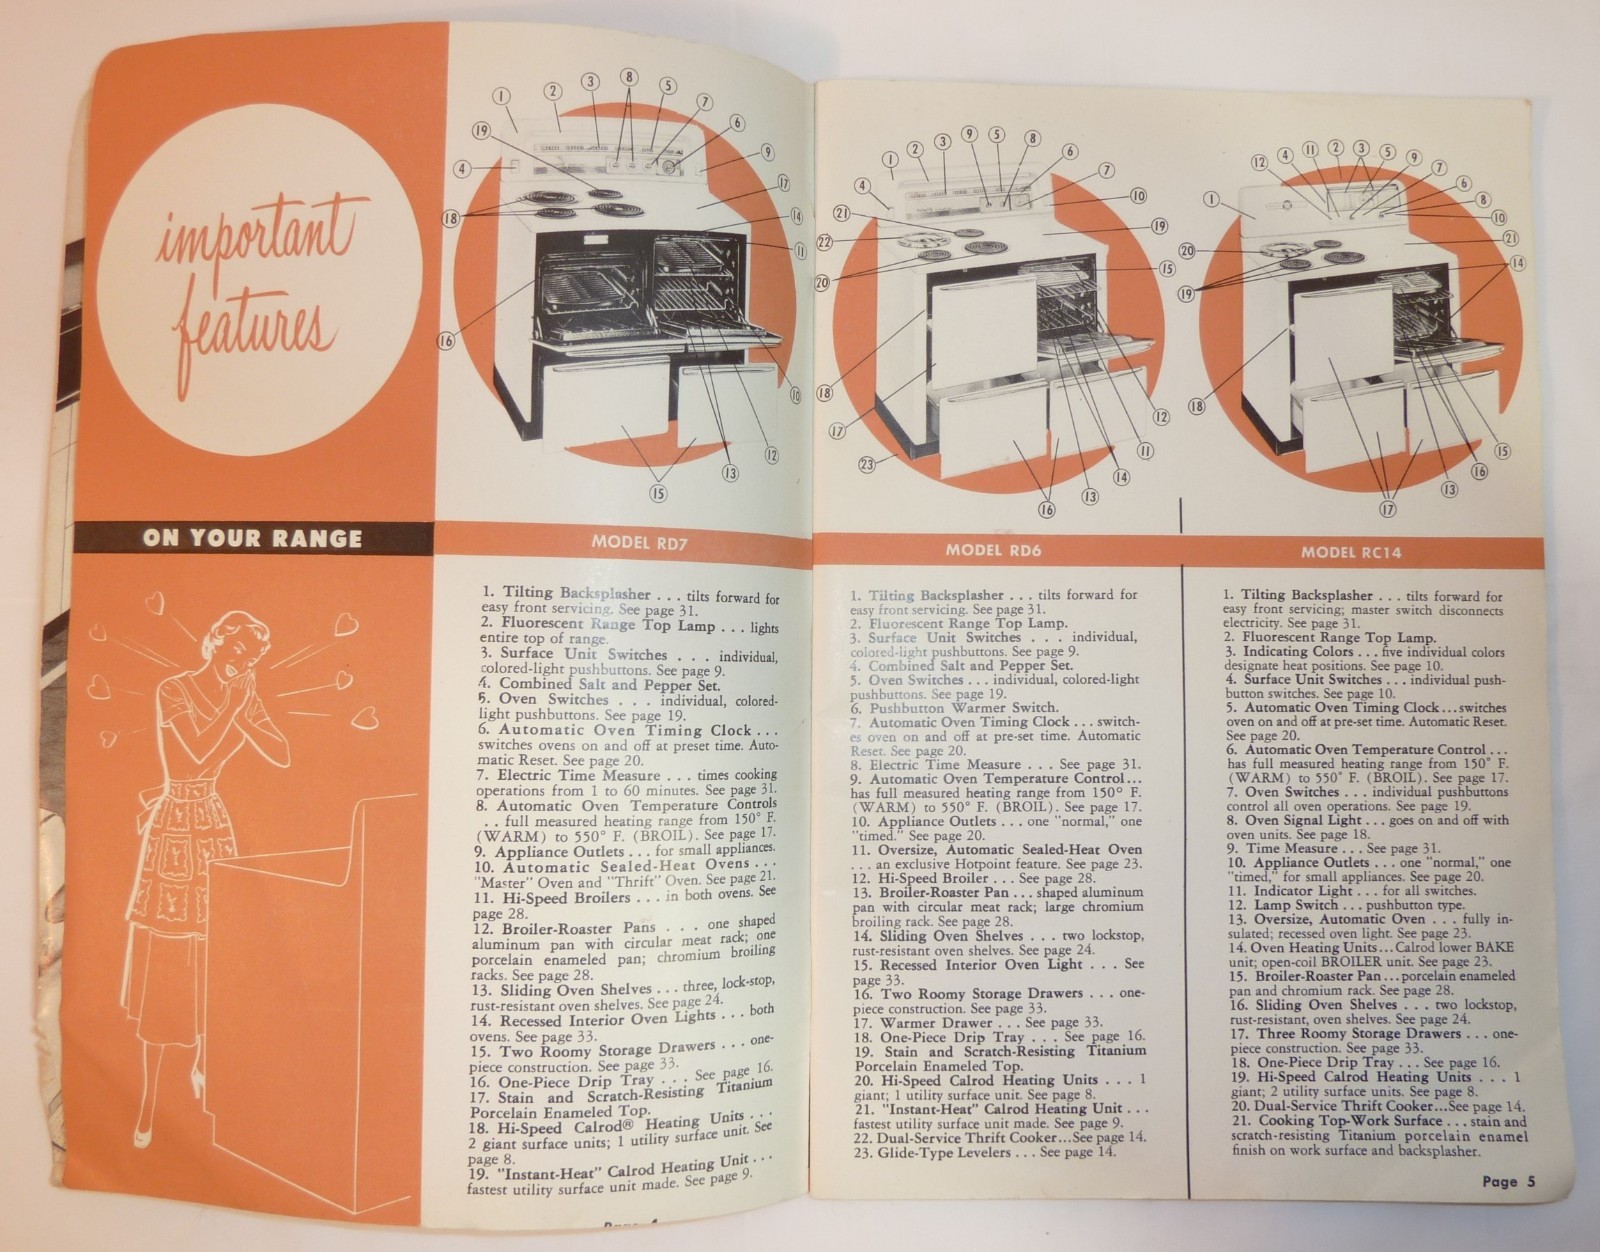 important
features
ON YOUR RANGE
MODEL RD7
1. Tilting Backsplasher . . . tilts forward for
easy front servicing. See page 31.
2. Fluorescent Range Top Lamp . . . lights
entire top of range.
3. Surface Unit Switches . . . individual,
colored-light pushbuttons. See page 9.
4. Combined Salt and Pepper Set.
5. Oven Switches . . . individual, colored-
light pushbuttons. See page 19.
6. Automatic Oven Timing Clock . . .
switches ovens on and off at preset time. Auto-
matic Reset. See page 20.
7. Electric Time Measure . . . times cooking
operations from 1 to 60 minutes. See page 31.
8. Automatic Oven Temperature Controls
. . full measured heating range from 150° F.
(WARM) to 550° F. (BROIL). See page 17.
9. Appliance Outlets . . . for small appliances.
10. Automatic Sealed-Heat Ovens . . .
"Master" Oven and "Thrift" Oven. See page 21.
11. Hi-Speed Broilers . . . in both ovens. See
page 28.
12. Broiler-Roaster Pans . . . one shaped
aluminum pan with circular meat rack; one
porcelain enameled pan; chromium broiling
racks. See page 28.
13. Sliding Oven Shelves . . . three, lock-stop,
rust-resistant oven shelves. See page 24.
14. Recessed Interior Oven Lights . . . both
ovens. See page 33.
15. Two Roomy Storage Drawers . . . one-
piece construction. See page 33.
16. One-Piece Drip Tray . . . See page 16.
17. Stain and Scratch-Resisting Titanium
Porcelain Enameled Top.
18. Hi-Speed Calrod® Heating Units . . .
2 giant surface units; 1 utility surface unit. See
page 8.
19. "Instant-Heat" Calrod Heating Unit . . .
fastest utility surface unit made. See page 9.
MODEL RD6
1. Tilting Backsplasher . . . tilts forward for
easy front servicing. See page 31.
2. Fluorescent Range Top Lamp.
3. Surface Unit Switches . . . individual,
colored-light pushbuttons. See page 9.
4. Combined Salt and Pepper Set.
5. Oven Switches . . . individual, colored-light
pushbuttons. See page 19.
6. Pushbutton Warmer Switch.
7. Automatic Oven Timing Clock . . . switch-
es oven on and off at pre-set time. Automatic
Reset. See page 20.
8. Electric Time Measure . . . See page 31.
9. Automatic Oven Temperature Control...
has full measured heating range from 150° F.
(WARM) to 550° F. (BROIL). See page 17.
10. Appliance Outlets . . . one "normal," one
"timed." See page 20.
11. Oversize, Automatic Sealed-Heat Oven
. . . an exclusive Hotpoint feature. See page 23.
12. Hi-Speed Broiler . . . See page 28.
13. Broiler-Roaster Pan . . . shaped aluminum
pan with circular meat rack; large chromium
broiling rack. See page 28.
14. Sliding Oven Shelves . . . two lockstop,
rust-resistant oven shelves. See page 24.
15. Recessed Interior Oven Light . . . See
page 33.
16. Two Roomy Storage Drawers . . . one-
piece construction. See page 33.
17. Warmer Drawer . . . See page 33.
18. One-Piece Drip Tray . . . See page 16.
19. Stain and Scratch-Resisting Titanium
Porcelain Enameled Top.
20. Hi-Speed Calrod Heating Units . . . 1
giant; 1 utility surface unit. See page 8.
21. "Instant-Heat" Calrod Heating Unit . . .
fastest utility surface unit made. See page 9.
22. Dual-Service Thrift Cooker...See page 14.
23. Glide-Type Levelers . . . See page 14.
MODEL RC14
1. Tilting Backsplasher . . . tilts forward for
easy front servicing; master switch disconnects
electricity. See page 31.
2. Fluorescent Range Top Lamp.
3. Indicating Colors . . . five individual colors
designate heat positions. See page 10.
4. Surface Unit Switches . . . individual push-
button switches. See page 10.
5. Automatic Oven Timing Clock...switches
oven on and off at pre-set time. Automatic Reset.
See page 20.
6. Automatic Oven Temperature Control . . .
has full measured heating range from 150° F.
(WARM) to 550° F. (BROIL). See page 17.
7. Oven Switches . . . individual pushbuttons
control all oven operations. See page 19.
8. Oven Signal Light . . . goes on and off with
oven units. See page 18.
9. Time Measure . . . See page 31.
10. Appliance Outlets . . . one "normal," one
"timed," for small appliances. See page 20.
11. Indicator Light . . . for all switches.
12. Lamp Switch . . . pushbutton type.
13. Oversize, Automatic Oven . . . fully in-
sulated; recessed oven light. See page 23.
14. Oven Heating Units...Calrod lower BAKE
unit; open-coil BROILER unit. See page 23.
15. Broiler-Roaster Pan...porcelain enameled
pan and chromium rack. See page 28.
16. Sliding Oven Shelves . . . two lockstop,
rust-resistant, oven shelves. See page 24.
17. Three Roomy Storage Drawers . . . one-
piece construction. See page 33.
18. One-Piece Drip Tray . . . See page 16.
19. Hi-Speed Calrod Heating Units . . . 1
giant; 2 utility surface units. See page 8.
20. Dual-Service Thrift Cooker...See page 14.
21. Cooking Top-Work Surface . . . stain and
scratch-resisting Titanium porcelain enamel
finish on work surface and backsplasher.
Page 5